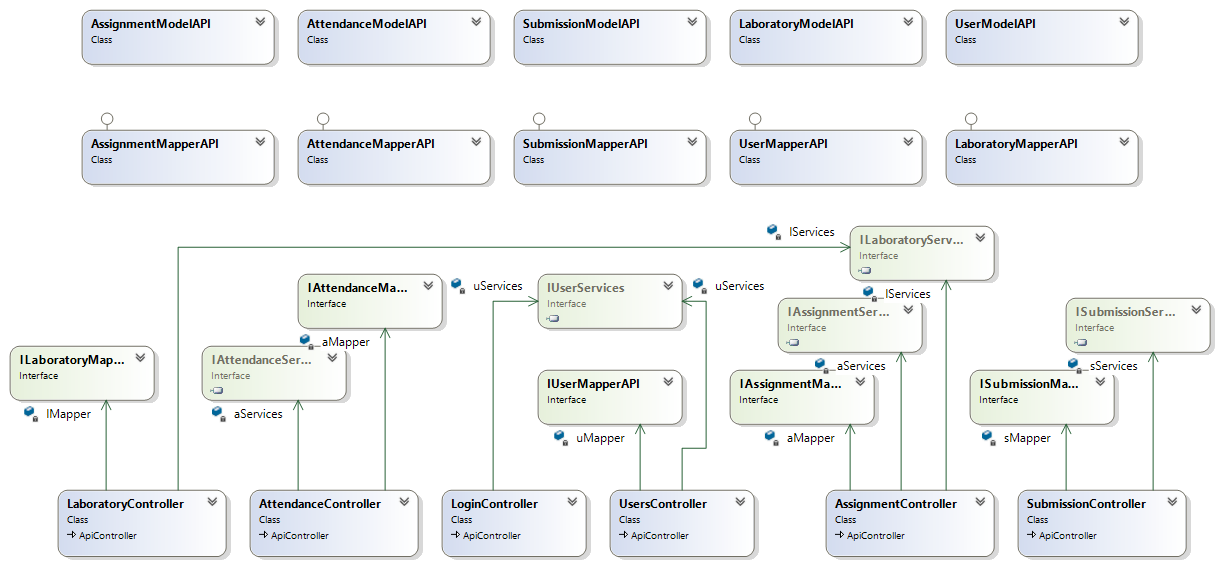 AssignmentModelAPI
Class
AttendanceModelAPI
Class
SubmissionModelAPI
Class
LaboratoryModelAPI
Class
UserModelAPI
Class
AssignmentMapperAPI
Class
AttendanceMapperAPI
Class
SubmissionMapperAPI
Class
UserMapperAPI
Class
LaboratoryMapperAPI
Class
lServices
ILaboratoryServ...
Interface
IAttendanceMa...
Interface
uServices
IUserServices
Interface
uServices
lServices
IAssignmentSer...
Interface
ISubmissionSer...
Interface
aMapper
ILaboratoryMap...
Interface
IAttendanceSer...
Interface
aServices
sServices
IUserMapperAPI
Interface
IAssignmentMa...
Interface
ISubmissionMa...
Interface
lMapper
aServices
uMapper
aMapper
sMapper
LaboratoryController
Class
ApiController
AttendanceController
Class
ApiController
LoginController
Class
ApiController
UsersController
Class
ApiController
AssignmentController
Class
ApiController
SubmissionController
Class
ApiController